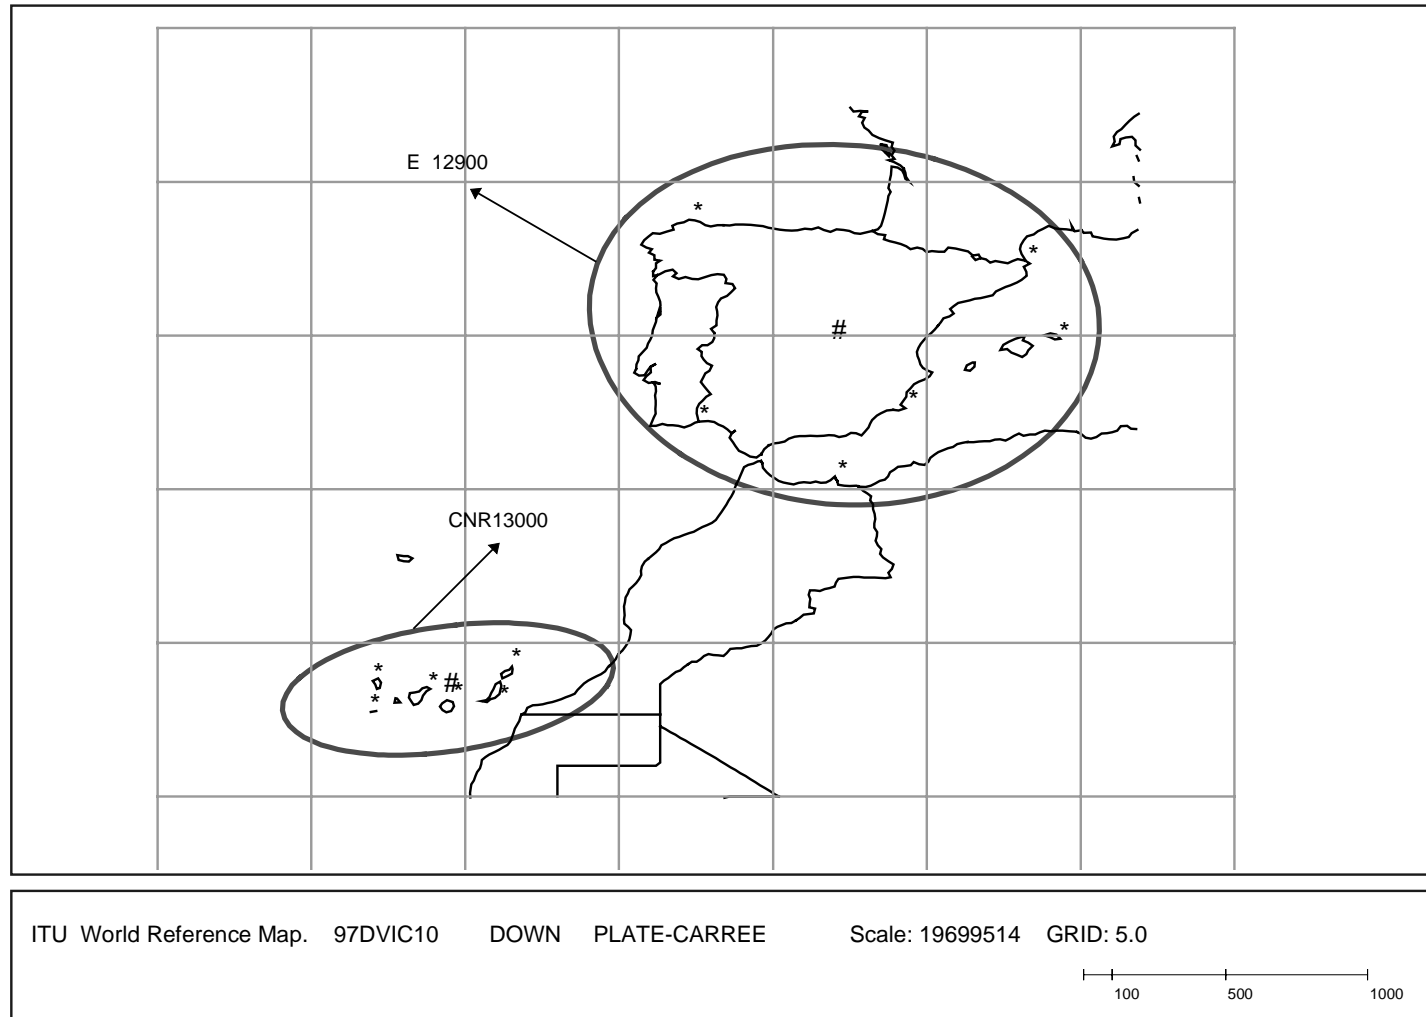 E 12900
CNR13000
ITU World Reference Map. 97DVIC10 DOWN PLATE-CARREE Scale: 19699514 GRID: 5.0
100 500 1000